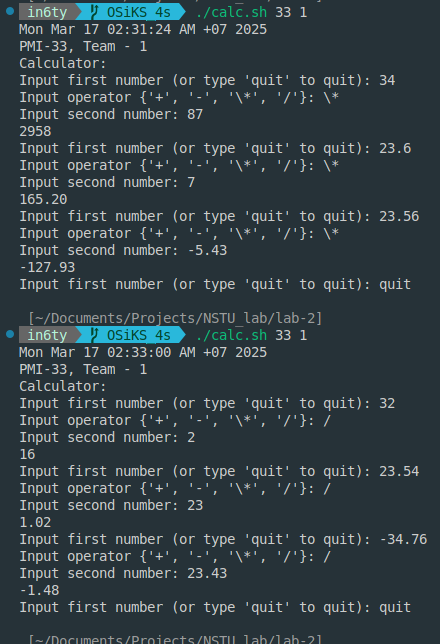 in6ty OSiKS 4s ./calc.sh 33 1
Mon Mar 17 02:31:24 AM +07 2025
PMI-33, Team - 1
Calculator:
Input first number (or type 'quit' to quit): 34
Input operator {'+', '-', '\*', '/'}: \*
Input second number: 87
2958
Input first number (or type 'quit' to quit): 23.6
Input operator {'+', '-', '\*', '/'}: \*
Input second number: 7
165.20
Input first number (or type 'quit' to quit): 23.56
Input operator {'+', '-', '\*', '/'}: \*
Input second number: -5.43
-127.93
Input first number (or type 'quit' to quit): quit
[~/Documents/Projects/NSTU_lab/lab-2]
in6ty OSiKS 4s ./calc.sh 33 1
Mon Mar 17 02:33:00 AM +07 2025
PMI-33, Team - 1
Calculator:
Input first number (or type 'quit' to quit): 32
Input operator {'+', '-', '\*', '/'}: /
Input second number: 2
16
Input first number (or type 'quit' to quit): 23.54
Input operator {'+', '-', '\*', '/'}: /
Input second number: 23
1.02
Input first number (or type 'quit' to quit): -34.76
Input operator {'+', '-', '\*', '/'}: /
Input second number: 23.43
-1.48
Input first number (or type 'quit' to quit): quit
[~/Documents/Projects/NSTU_lab/lab-2]